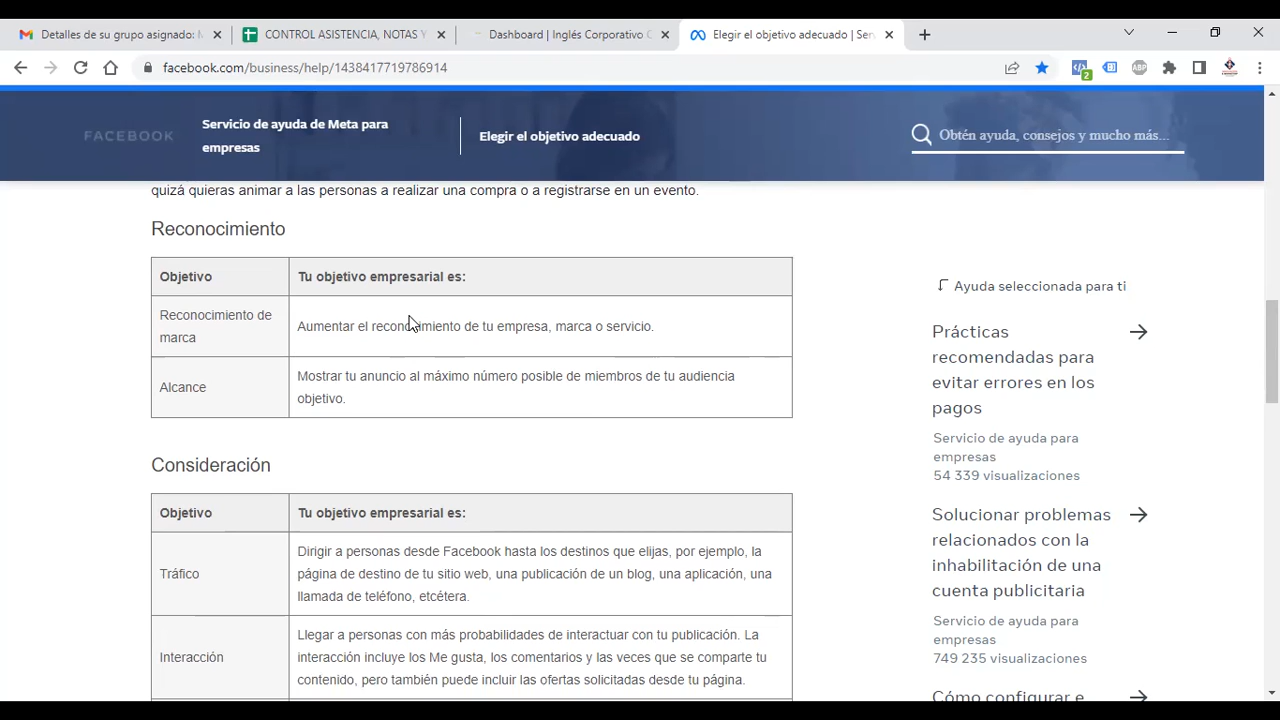 Detalles de su grupo asignado: M
CONTROL ASISTENCIA, NOTAS Y
Dashboard | Inglés Corporativo
Elegir el objetivo adecuado | Ser
facebook.com/business/help/1438417719786914
2
ABP
FACEBOOK
Servicio de ayuda de Meta para
empresas
Elegir el objetivo adecuado
Obtén ayuda, consejos y mucho más...
quizá quieras animar a las personas a realizar una compra o a registrarse en un evento.
Reconocimiento
Objetivo
Tu objetivo empresarial es:
Reconocimiento de
marca
Aumentar el reconocimiento de tu empresa, marca o servicio.
Alcance
Mostrar tu anuncio al máximo número posible de miembros de tu audiencia
objetivo.
Consideración
Objetivo
Tu objetivo empresarial es:
Tráfico
Dirigir a personas desde Facebook hasta los destinos que elijas, por ejemplo, la
página de destino de tu sitio web, una publicación de un blog, una aplicación, una
llamada de teléfono, etcétera.
Interacción
Llegar a personas con más probabilidades de interactuar con tu publicación. La
interacción incluye los Me gusta, los comentarios y las veces que se comparte tu
contenido, pero también puede incluir las ofertas solicitadas desde tu página.
Ayuda seleccionada para ti
Prácticas
recomendadas para
evitar errores en los
pagos
Servicio de ayuda para
empresas
54 339 visualizaciones
Solucionar problemas
relacionados con la
inhabilitación de una
cuenta publicitaria
Servicio de ayuda para
empresas
749 235 visualizaciones
Cómo configurar e